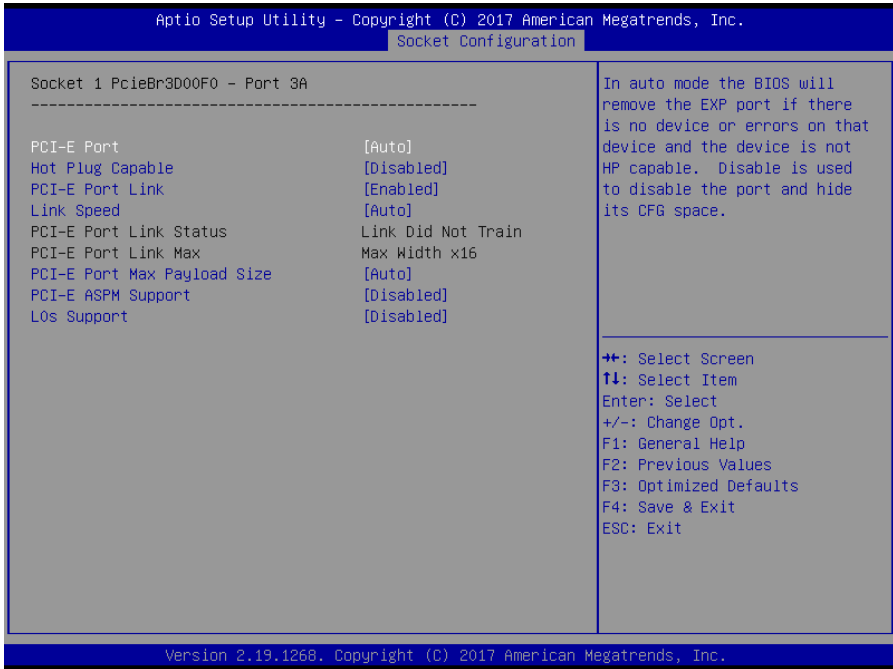 Aptio Setup Utility – Copyright (C) 2017 American Megatrends, Inc.
Socket Configuration
Socket 1 PcieBr3D00F0 - Port 3A
--------------------------------------------------
PCI-E Port [Auto]
Hot Plug Capable [Disabled]
PCI-E Port Link [Enabled]
Link Speed [Auto]
PCI-E Port Link Status Link Did Not Train
PCI-E Port Link Max Max Width x16
PCI-E Port Max Payload Size [Auto]
PCI-E ASPM Support [Disabled]
L0s Support [Disabled]
In auto mode the BIOS will
remove the EXP port if there
is no device or errors on that
device and the device is not
HP capable. Disable is used
to disable the port and hide
its CFG space.
→←: Select Screen
↑↓: Select Item
Enter: Select
+/-: Change Opt.
F1: General Help
F2: Previous Values
F3: Optimized Defaults
F4: Save & Exit
ESC: Exit
Version 2.19.1268. Copyright (C) 2017 American Megatrends, Inc.